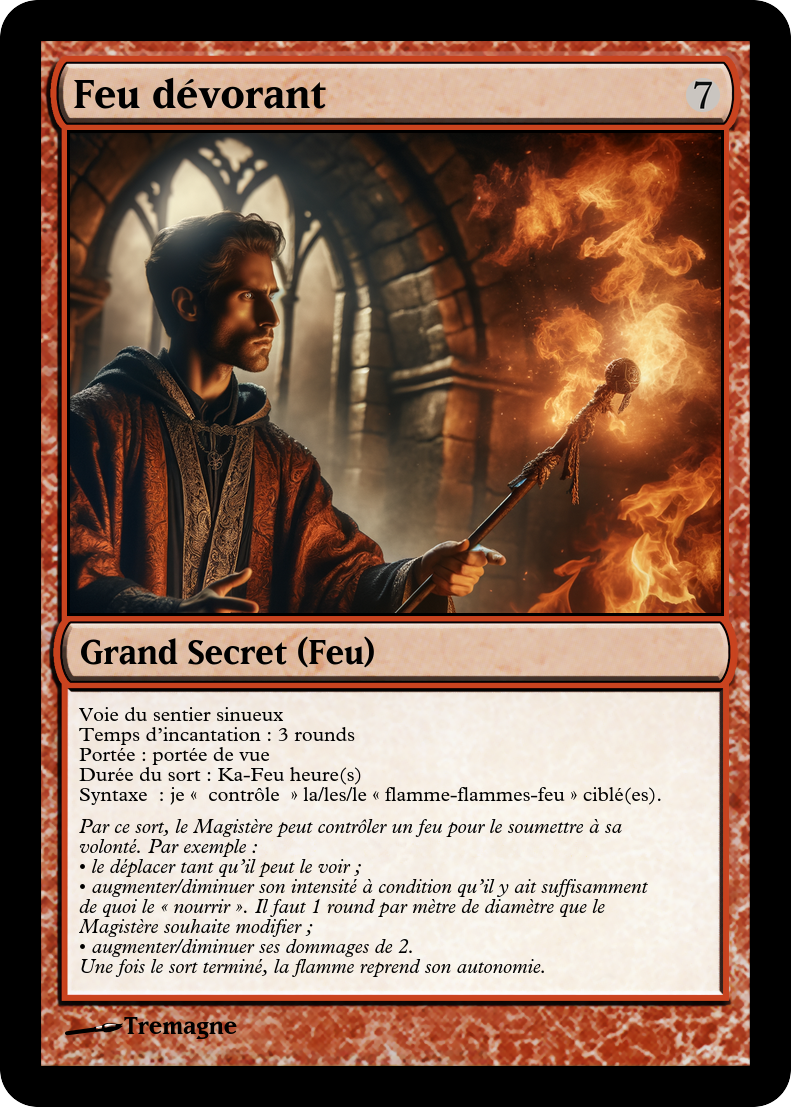 Feu dévorant 7
Grand Secret (Feu)
Voie du sentier sinueux
Temps d'incantation : 3 rounds
Portée : portée de vue
Durée du sort : Ka-Feu heure(s)
Syntaxe : je « contrôle » la/les/le « flamme-flammes-feu » ciblé(es).
Par ce sort, le Magistère peut contrôler un feu pour le soumettre à sa
volonté. Par exemple :
• le déplacer tant qu'il peut le voir ;
• augmenter/diminuer son intensité à condition qu'il y ait suffisamment
de quoi le « nourrir ». Il faut 1 round par mètre de diamètre que le
Magistère souhaite modifier ;
• augmenter/diminuer ses dommages de 2.
Une fois le sort terminé, la flamme reprend son autonomie.
Tremagne